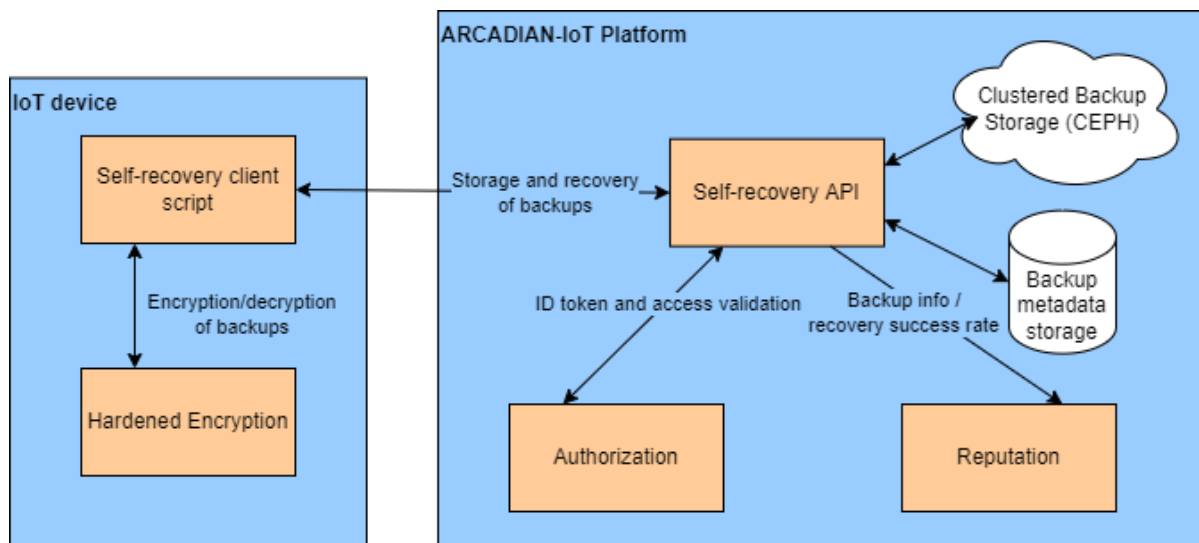 ARCADIAN-IoT Platform
IoT device
Clustered Backup
Storage (CEPH)
Self-recovery client
script
Storage and recovery
of backups
Self-recovery API
Encryption/decryption
of backups
ID token and access validation
Backup info /
recovery success rate
Backup
metadata
storage
Hardened Encryption
Authorization
Reputation